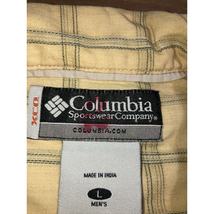 XCO
Columbia
Sportswear Company
COLUMBIA.COM
MADE IN INDIA
L
MEN'S